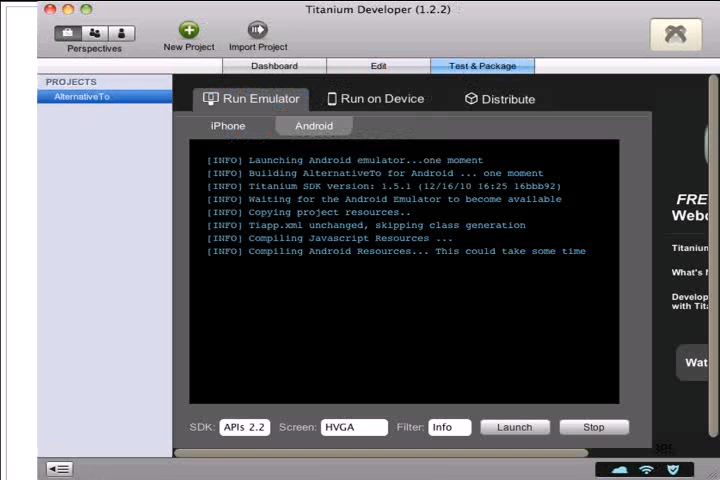 Titanium Developer (1.2.2)
Perspectives
New Project
Import Project
Dashboard
Edit
Test & Package
PROJECTS
AlternativeTo
Run Emulator
Run on Device
Distribute
iPhone
Android
[INFO] Launching Android emulator...one moment
[INFO] Building AlternativeTo for Android ... one moment
[INFO] Titanium SDK version: 1.5.1 (12/16/10 16:25 16bbb92)
[INFO] Waiting for the Android Emulator to become available
[INFO] Copying project resources..
[INFO] Tiapp.xml unchanged, skipping class generation
[INFO] Compiling Javascript Resources ...
[INFO] Compiling Android Resources... This could take some time
FRE
Webc
Titanium
What's
Develop
with Tit
Wat
SDK: APIs 2.2 Screen: HVGA Filter: Info Launch Stop